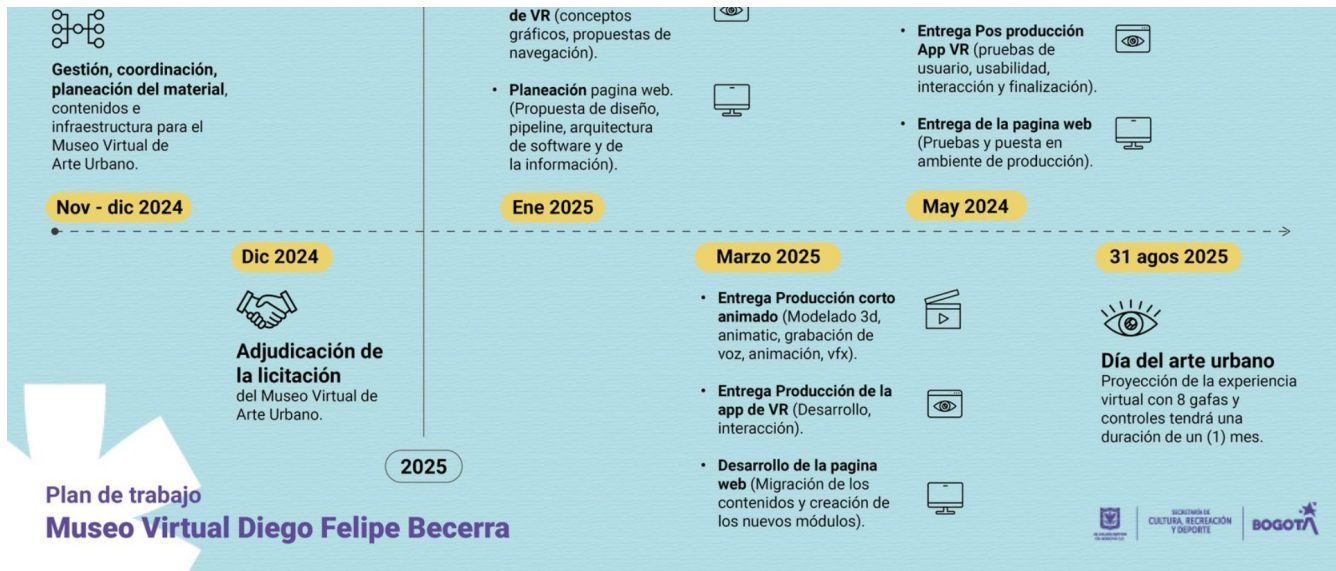 Gestión, coordinación,
planeación del material,
contenidos e
infraestructura para el
Museo Virtual de
Arte Urbano.
Nov - dic 2024
Dic 2024
Adjudicación de
la licitación
del Museo Virtual de
Arte Urbano.
2025
de VR (conceptos
gráficos, propuestas de
navegación).
• Planeación pagina web.
(Propuesta de diseño,
pipeline, arquitectura
de software y de
la información).
Ene 2025
Marzo 2025
• Entrega Producción corto
animado (Modelado 3d,
animatic, grabación de
voz, animación, vfx).
• Entrega Producción de la
app de VR (Desarrollo,
interacción).
• Desarrollo de la pagina
web (Migración de los
contenidos y creación de
los nuevos módulos).
• Entrega Pos producción
App VR (pruebas de
usuario, usabilidad,
interacción y finalización).
• Entrega de la pagina web
(Pruebas y puesta en
ambiente de producción).
May 2024
31 agos 2025
Día del arte urbano
Proyección de la experiencia
virtual con 8 gafas y
controles tendrá una
duración de un (1) mes.
Plan de trabajo
Museo Virtual Diego Felipe Becerra
SECRETARÍA DE
CULTURA, RECREACIÓN
Y DEPORTE
BOGOTÁ